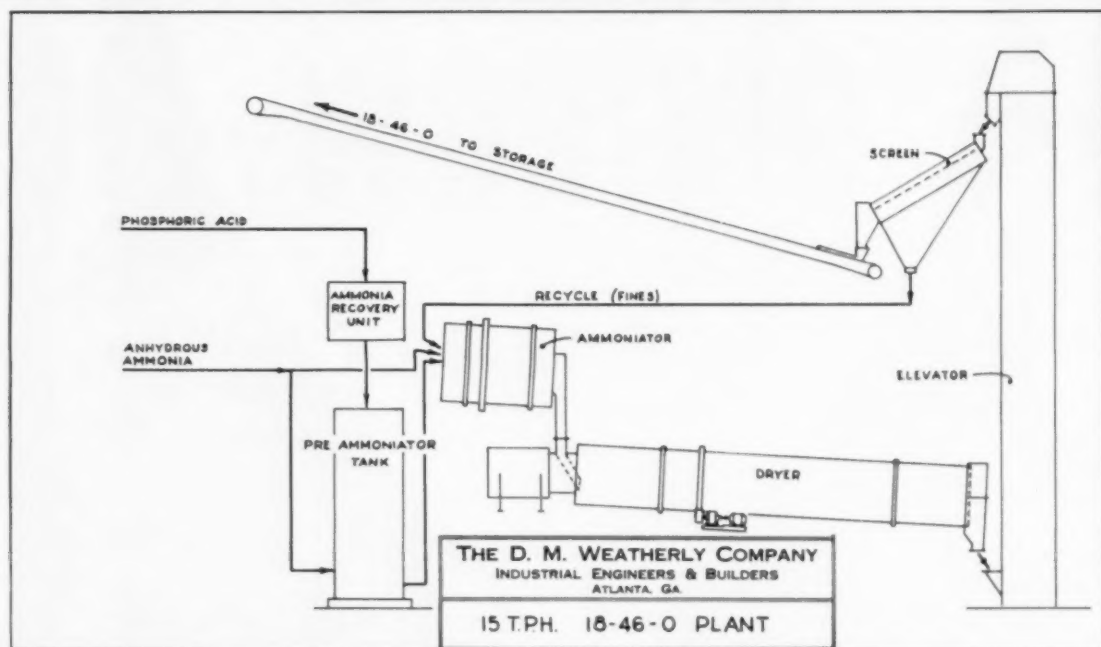 18-46-0 TO STORAGE
SCREEN
PHOSPHORIC ACID
AMMONIA
RECOVERY
UNIT
RECYCLE (FINES)
AMMONIATOR
ANHYDROUS
AMMONIA
ELEVATOR
PRE AMMONIATOR
TANK
DRYER
THE D. M. WEATHERLY COMPANY
INDUSTRIAL ENGINEERS & BUILDERS
ATLANTA, GA.
15 T.P.H. 18-46-0 PLANT